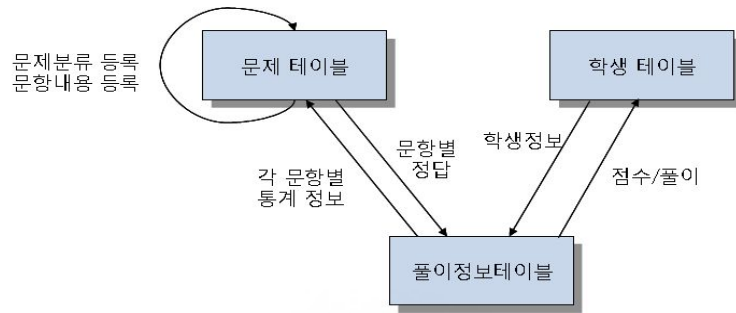 문제분류 등록
문항내용 등록
문제 테이블
학생 테이블
각 문항별
통계 정보
문항별
정답
학생정보
점수/풀이
풀이정보테이블